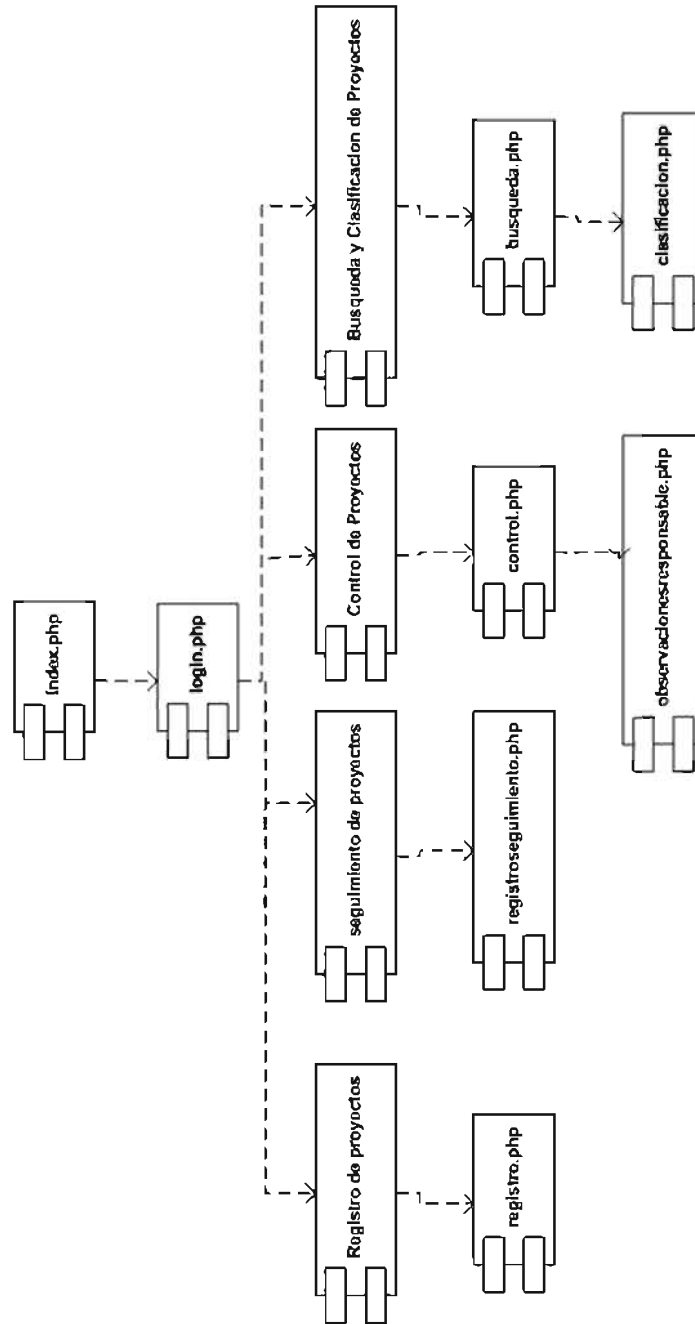 index.php
login.php
Registro de proyectos
seguimiento de proyectos
Control de Proyectos
Busqueda y Clasificacion de Proyectos
registro.php
registroseguimiento.php
control.php
busqueda.php
observacionesresponsable.php
clasificacion.php